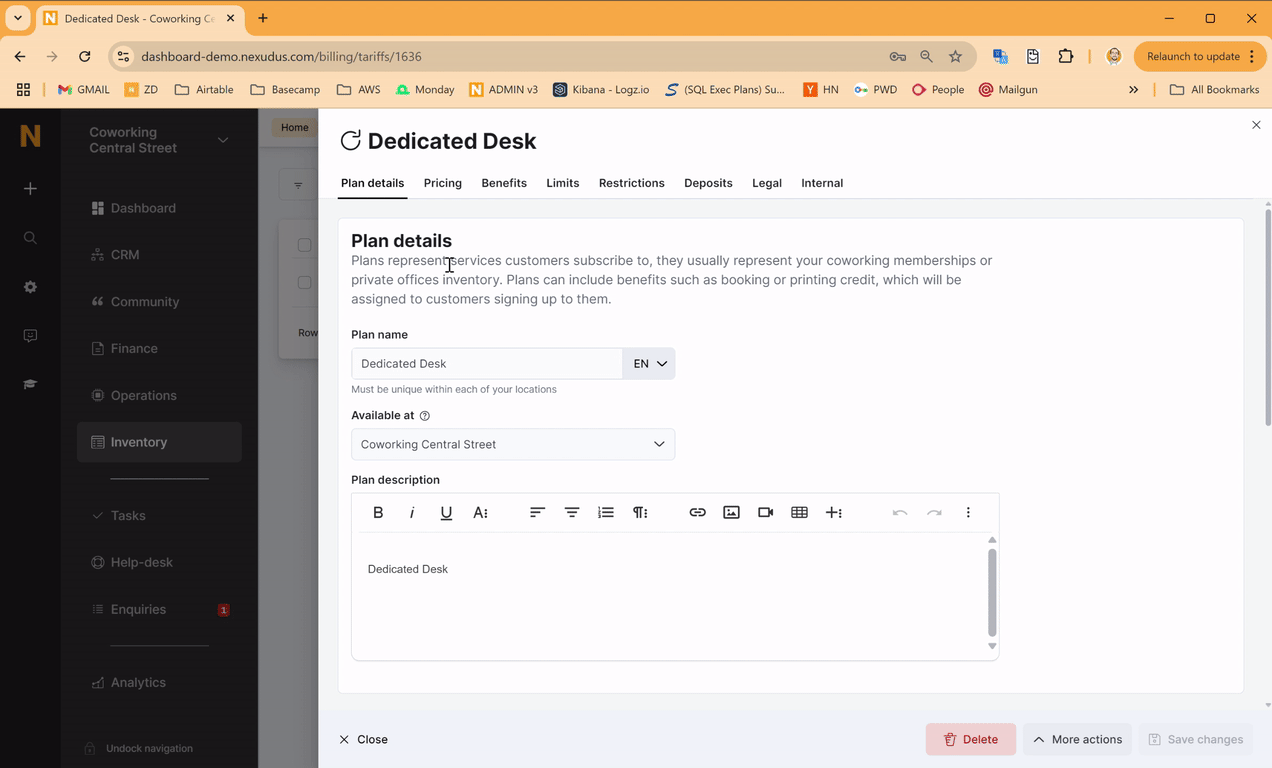 Dedicated Desk - Coworking Ce
dashboard-demo.nexudus.com/billing/tariffs/1636
Relaunch to update
GMAIL
ZD
Airtable
Basecamp
AWS
Monday
ADMIN v3
Kibana - Logz.io
(SQL Exec Plans) Su...
HN
PWD
People
Mailgun
All Bookmarks
Coworking
Central Street
Dashboard
CRM
Community
Finance
Operations
Inventory
Tasks
Help-desk
Enquiries
1
Analytics
Undock navigation
Home
Row
Dedicated Desk
Plan details
Pricing
Benefits
Limits
Restrictions
Deposits
Legal
Internal
Plan details
Plans represent services customers subscribe to, they usually represent your coworking memberships or
private offices inventory. Plans can include benefits such as booking or printing credit, which will be
assigned to customers signing up to them.
Plan name
Dedicated Desk
EN
Must be unique within each of your locations
Available at
Coworking Central Street
Plan description
Dedicated Desk
Close
Delete
More actions
Save changes